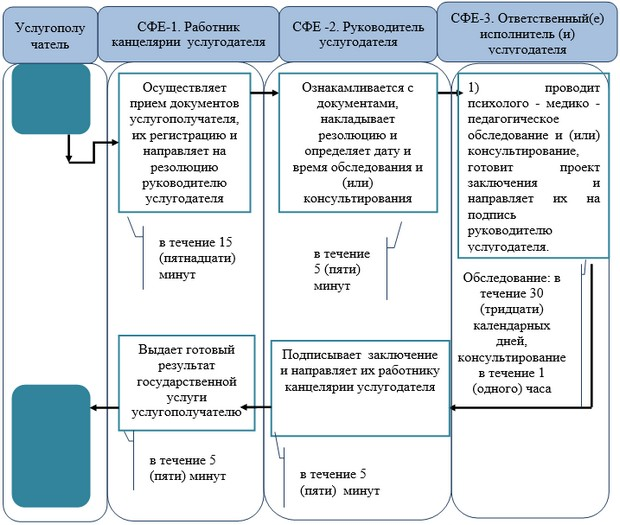 Услугополу
чатель
СФЕ-1. Работник
канцелярии услугодателя
СФЕ -2. Руководитель
услугодателя
СФЕ-3. Ответственный(е)
исполнитель (и)
услугодателя
Осуществляет
прием документов
услугополучателя,
их регистрацию и
направляет на
резолюцию
руководителю
услугодателя
Ознакамливается с
документами,
накладывает
резолюцию и
определяет дату и
время обследования и
(или)
консультирования
1) проводит
психолого - медико -
педагогическое
обследование и (или)
консультирование,
готовит проект
заключения и
направляет их на
подпись
руководителю
услугодателя.
в течение 15
(пятнадцати)
минут
в течение
5 (пяти)
минут
Обследование: в
течение 30
(тридцати)
календарных
дней,
консультирование
в течение 1
(одного) часа
Выдает готовый
результат
государственной
услуги
услугополучателю
Подписывает заключение
и направляет их работнику
канцелярии услугодателя
в течение 5
(пяти) минут
в течение 5
(пяти) минут